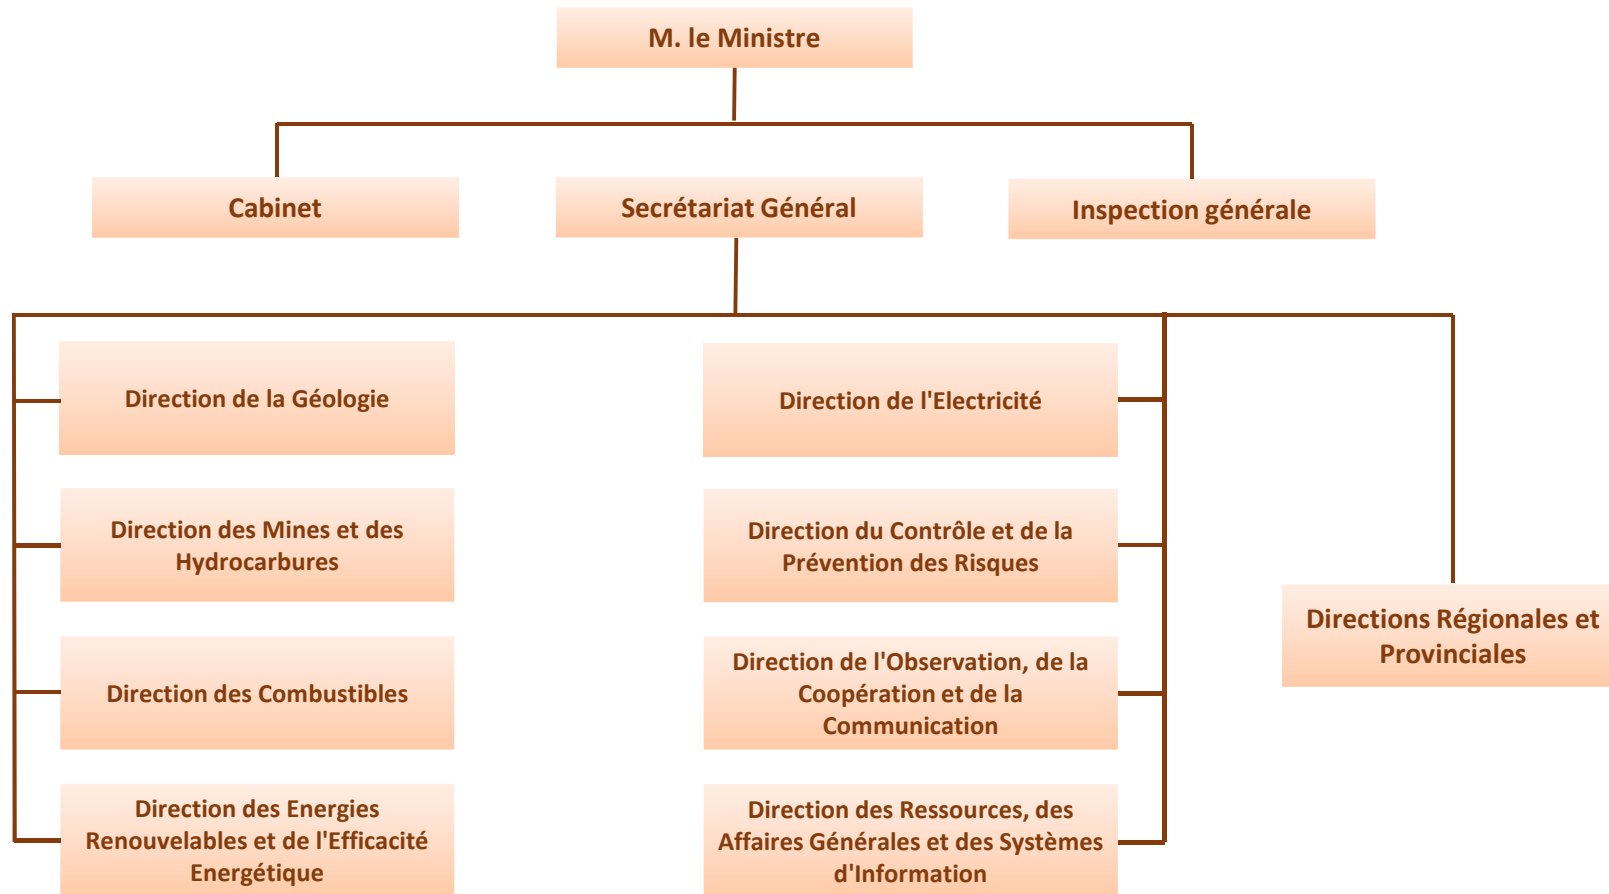 M. le Ministre
Cabinet
Secrétariat Général
Inspection générale
Direction de la Géologie
Direction de l'Electricité
Direction des Mines et des
Hydrocarbures
Direction du Contrôle et de la
Prévention des Risques
Directions Régionales et
Provinciales
Direction des Combustibles
Direction de l'Observation, de la
Coopération et de la
Communication
Direction des Energies
Renouvelables et de l'Efficacité
Energétique
Direction des Ressources, des
Affaires Générales et des Systèmes
d'Information